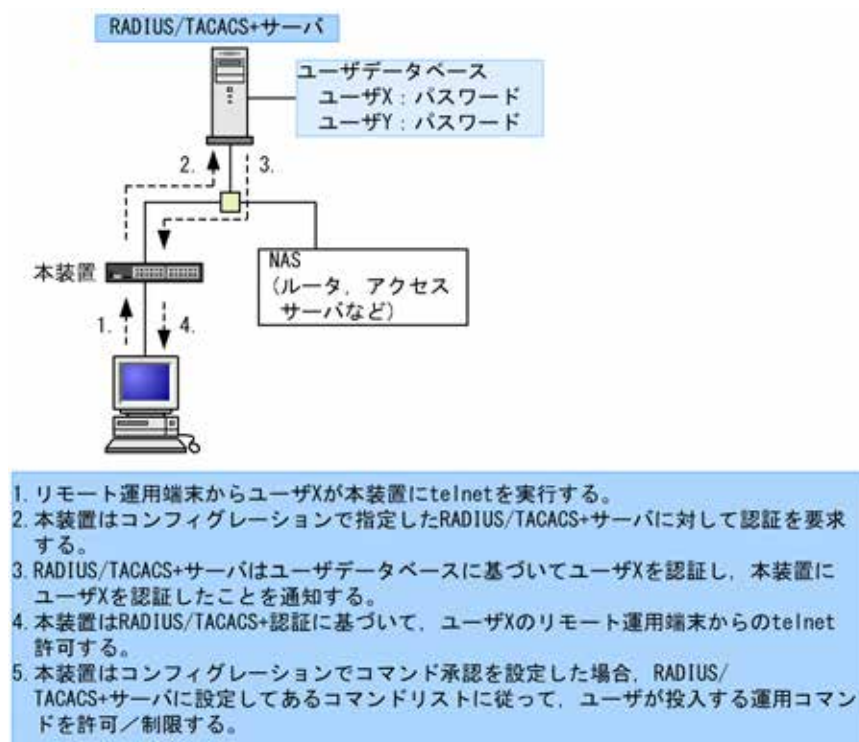 RADIUS/TACACS+サーバ
ユーザデータベース
ユーザX：パスワード
ユーザY：パスワード
2.
3.
本装置
NAS
(ルータ，アクセス
サーバなど)
1.
4.
1. リモート運用端末からユーザXが本装置にtelnetを実行する。
2. 本装置はコンフィグレーションで指定したRADIUS/TACACS+サーバに対して認証を要求
する。
3. RADIUS/TACACS+サーバはユーザデータベースに基づいてユーザXを認証し，本装置に
ユーザXを認証したことを通知する。
4. 本装置はRADIUS/TACACS+認証に基づいて，ユーザXのリモート運用端末からのtelnet
許可する。
5. 本装置はコンフィグレーションでコマンド承認を設定した場合，RADIUS/
TACACS+サーバに設定してあるコマンドリストに従って，ユーザが投入する運用コマン
ドを許可／制限する。